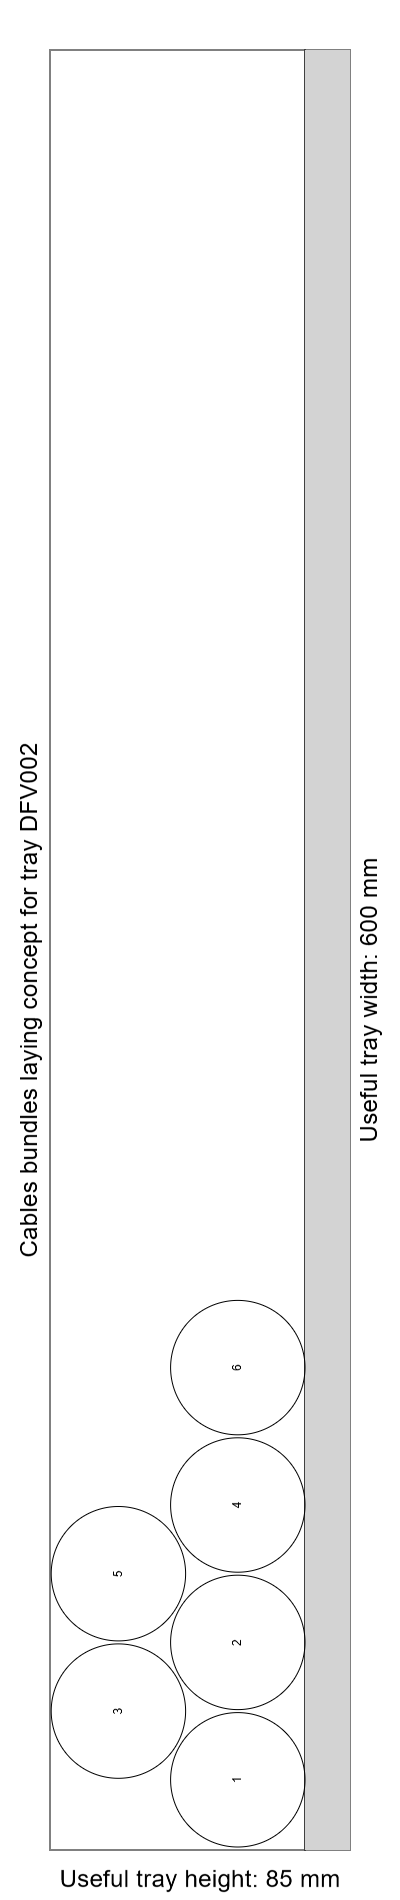 Cables bundles laying concept for tray DFV002
Useful tray width: 600 mm
6
4
5
2
3
1
Useful tray height: 85 mm